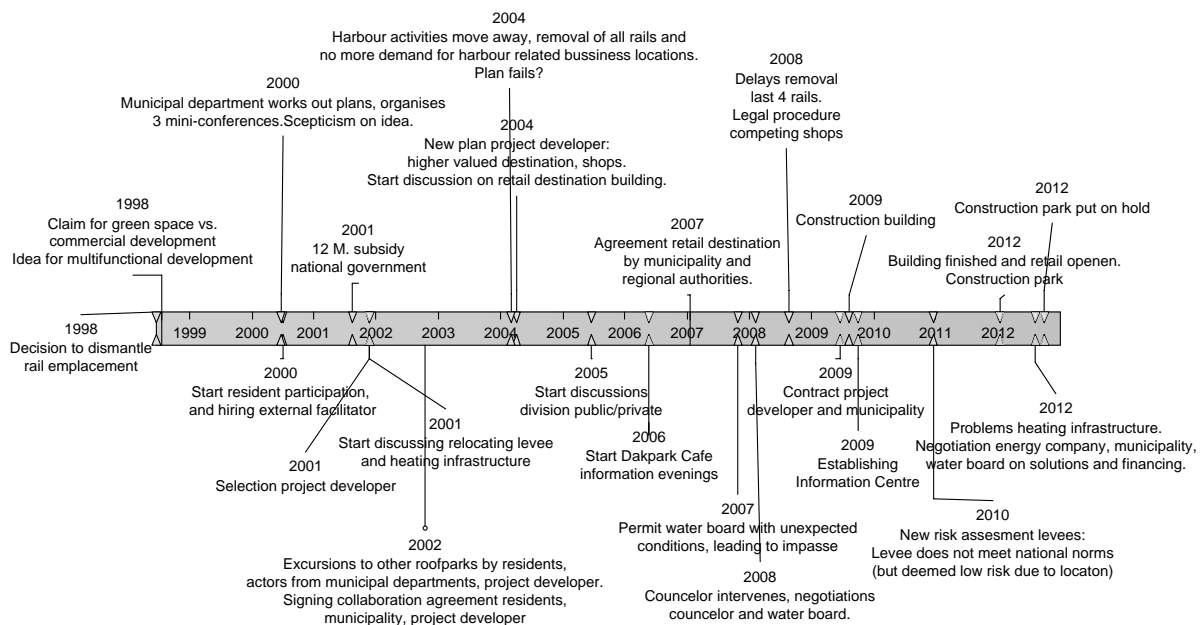 2004
Harbour activities move away, removal of all rails and
no more demand for harbour related bussiness locations.
Plan fails?
2000
Municipal department works out plans, organises
3 mini-conferences.Scepticism on idea.
2008
Delays removal
last 4 rails.
Legal procedure
competing shops
2004
New plan project developer:
higher valued destination, shops.
Start discussion on retail destination building.
1998
Claim for green space vs.
commercial development
Idea for multifunctional development
2001
12 M. subsidy
national government
2007
Agreement retail destination
by municipality and
regional authorities.
2009
Construction building
2012
Construction park put on hold
2012
Building finished and retail openen.
Construction park
1999 2000 2001 2002 2003 2004 2005 2006 2007 2008 2009 2010 2011 2012
1998
Decision to dismantle
rail emplacement
2000
Start resident participation,
and hiring external facilitator
2001
Start discussing relocating levee
and heating infrastructure
2001
Selection project developer
2002
Excursions to other roofparks by residents,
actors from municipal departments, project developer.
Signing collaboration agreement residents,
municipality, project developer
2005
Start discussions
division public/private
2006
Start Dakpark Cafe
information evenings
2007
Permit water board with unexpected
conditions, leading to impasse
2008
Councelor intervenes, negotiations
councelor and water board.
2009
Contract project
developer and municipality
2009
Establishing
Information Centre
2010
New risk assesment levees:
Levee does not meet national norms
(but deemed low risk due to locaton)
2012
Problems heating infrastructure.
Negotiation energy company, municipality,
water board on solutions and financing.